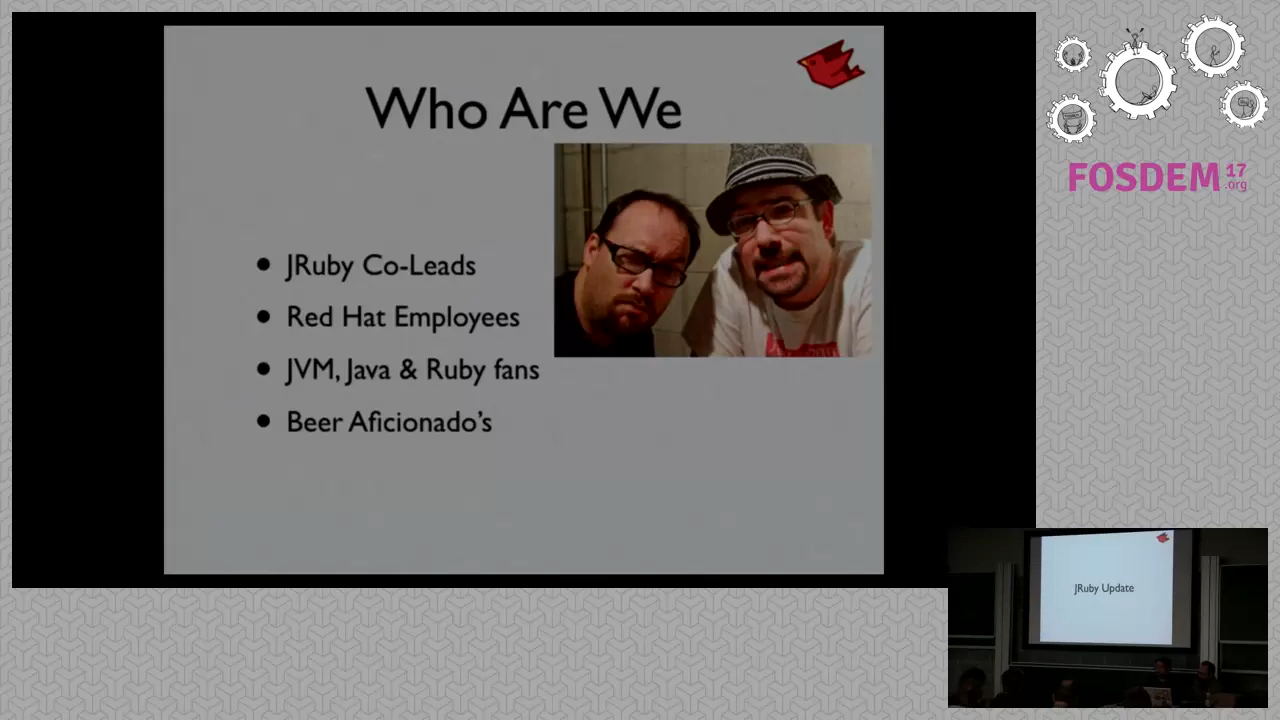 Who Are We
• JRuby Co-Leads
• Red Hat Employees
• JVM, Java & Ruby fans
• Beer Aficionado's
FOSDEM 17
.org
JRuby Update